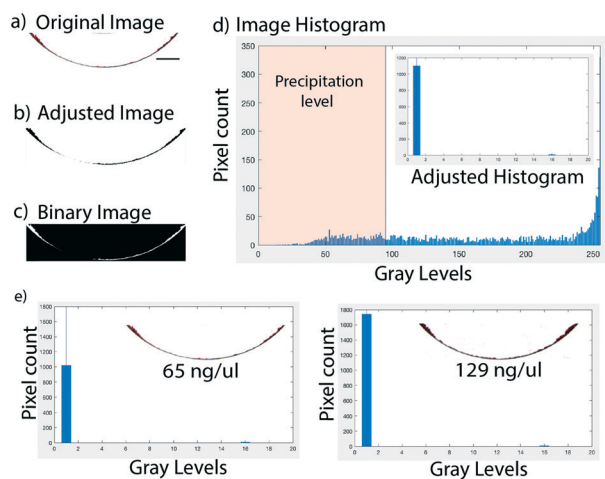 a) Original Image
b) Adjusted Image
c) Binary Image
d) Image Histogram
Pixel count
350
300
250
200
150
100
50
0
Precipitation
level
1200
1000
800
600
400
200
0
0 2 4 6 8 10 12 14 16 18 20
Adjusted Histogram
0 50 100 150 200 250
Gray Levels
e)
Pixel count
1800
1600
1400
1200
1000
800
600
400
200
0
65 ng/ul
0 2 4 6 8 10 12 14 16 18 20
Gray Levels
Pixel count
1800
1600
1400
1200
1000
800
600
400
200
0
129 ng/ul
0 2 4 6 8 10 12 14 16 18 20
Gray Levels